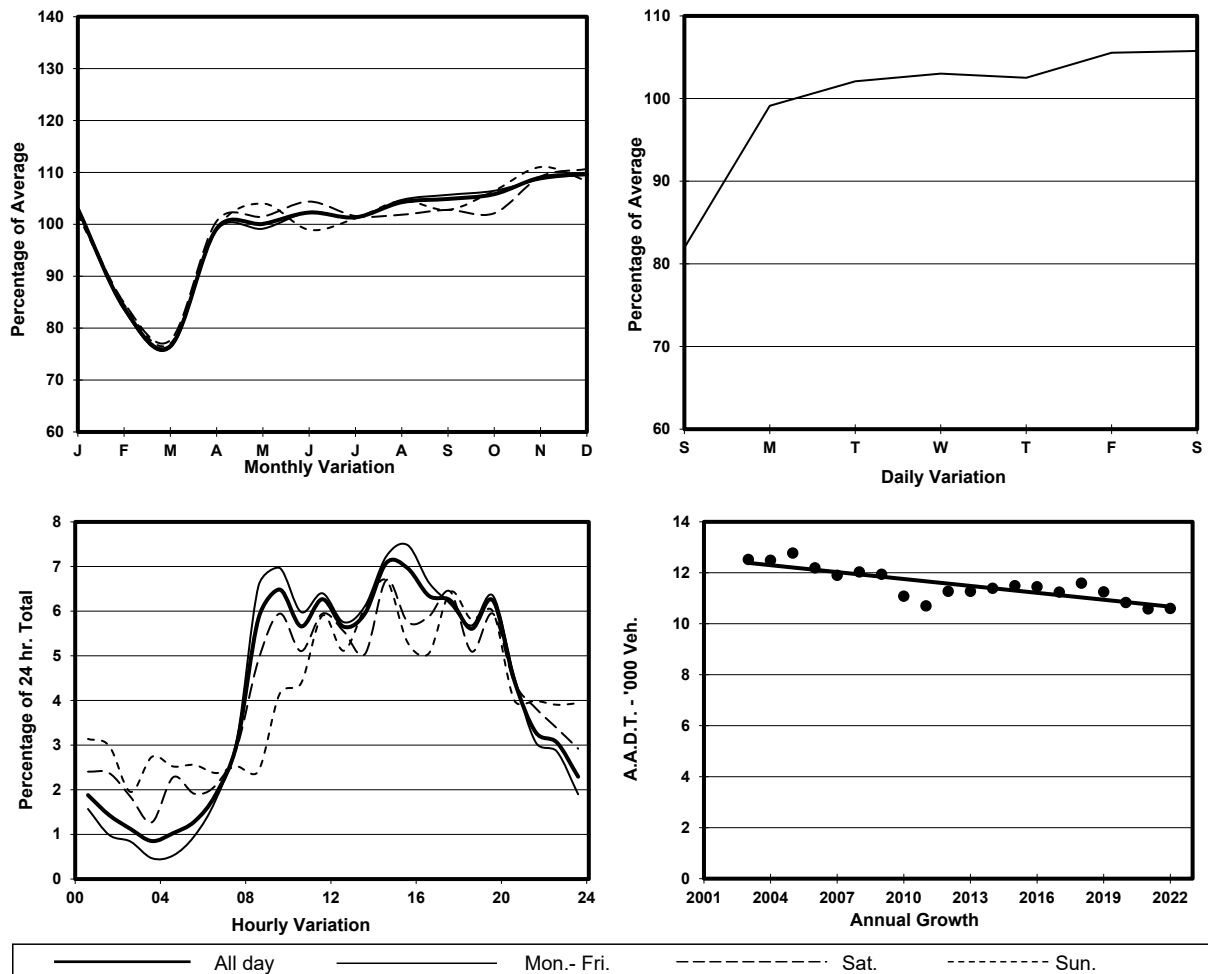 140
130
120
110
100
90
80
70
60
Percentage of Average
J F M A M J J A S O N D
Monthly Variation
110
100
90
80
70
60
Percentage of Average
S M T W T F S
Daily Variation
8
7
6
5
4
3
2
1
0
Percentage of 24 hr. Total
00 04 08 12 16 20 24
Hourly Variation
14
12
10
8
6
4
2
0
A.A.D.T. - '000 Veh.
2001 2004 2007 2010 2013 2016 2019 2022
Annual Growth
All day Mon.- Fri. Sat. Sun.